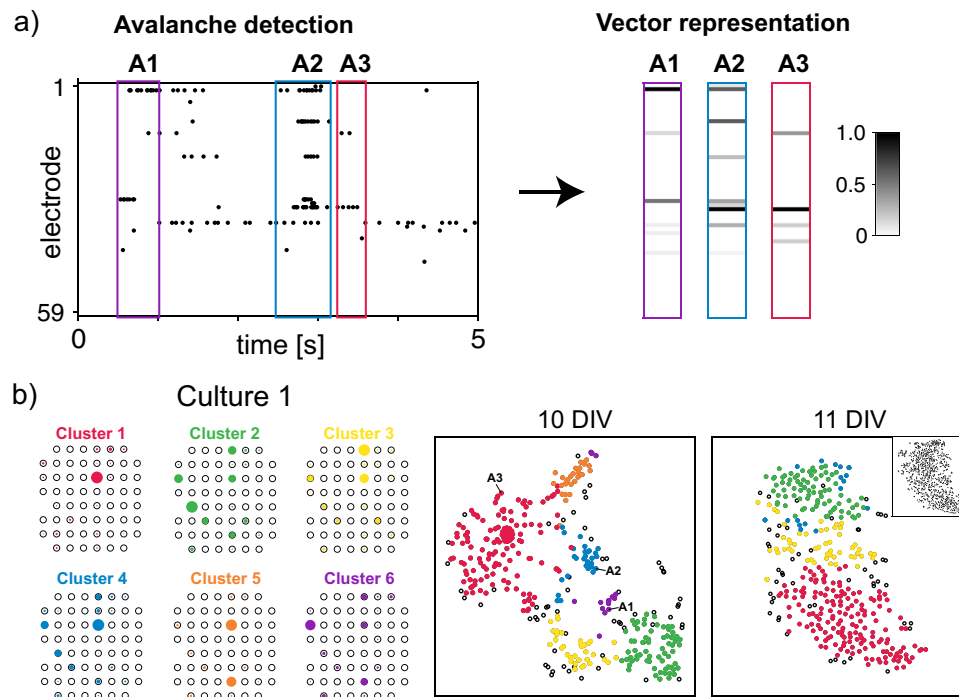 a)
Avalanche detection
Vector representation
A1 A2 A3
A1 A2 A3
1
electrode
59
0
5
time [s]
1.0
0.5
0
b)
Culture 1
10 DIV
11 DIV
Cluster 1
Cluster 2
Cluster 3
Cluster 4
Cluster 5
Cluster 6
A3
A2
A1